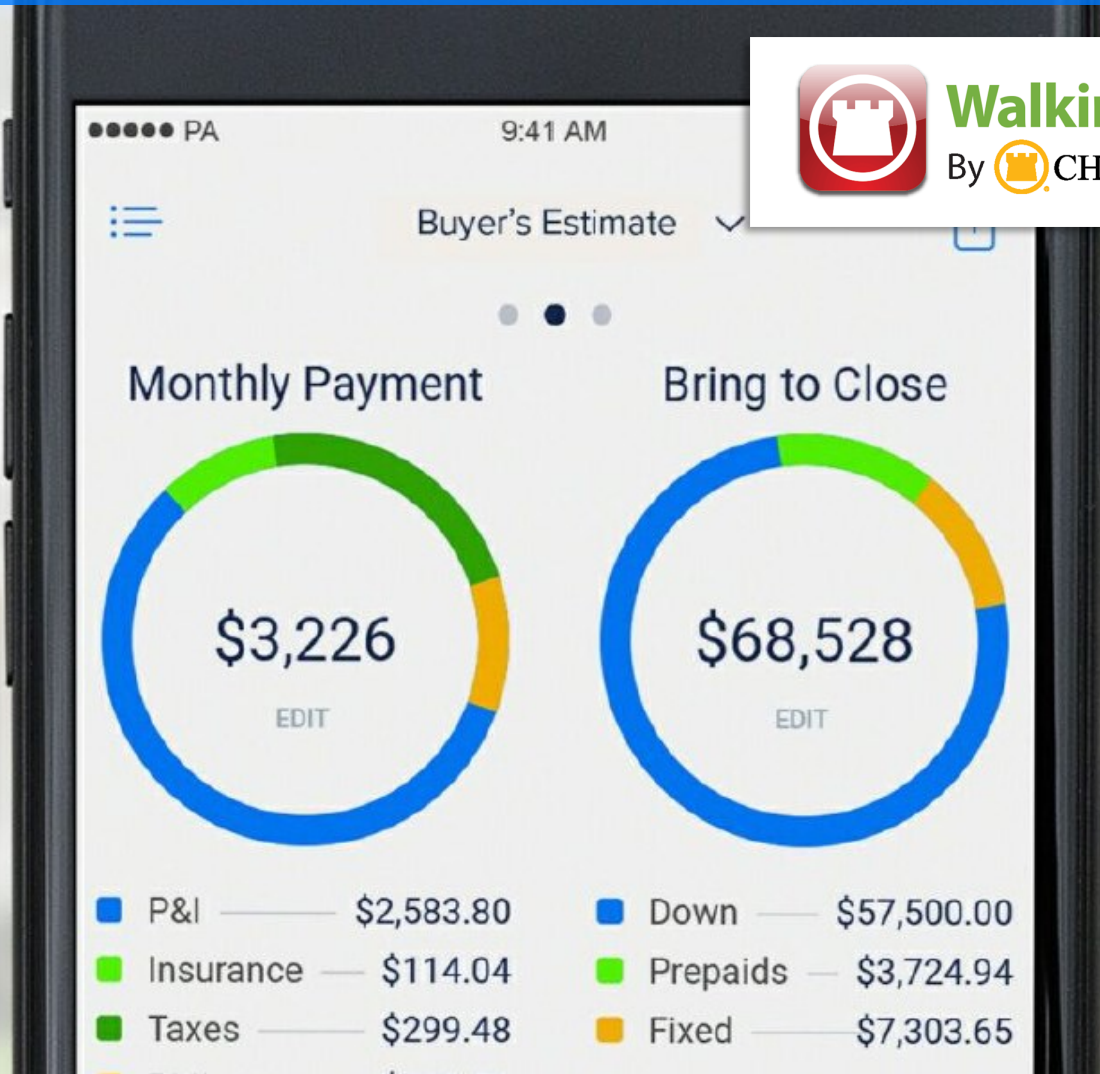 PA 9:41 AM
Walkin
By CH
Buyer's Estimate
Monthly Payment
Bring to Close
$3,226
EDIT
$68,528
EDIT
P&I $2,583.80
Down $57,500.00
Insurance $114.04
Prepaids $3,724.94
Taxes $299.48
Fixed $7,303.65